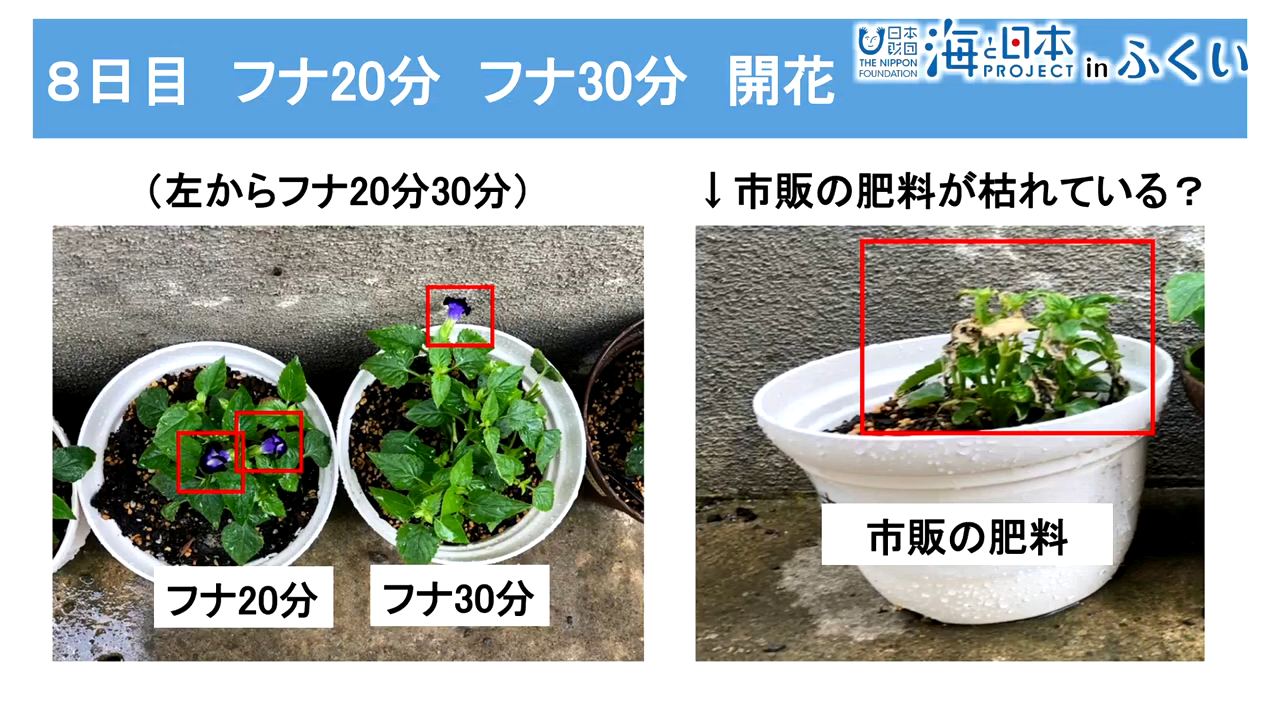 ８日目　フナ20分　フナ30分　開花
日本
財団
THE NIPPON
FOUNDATION
海と日本
PROJECT
in ふくい
（左からフナ20分30分）
↓市販の肥料が枯れている？
フナ20分
フナ30分
市販の肥料